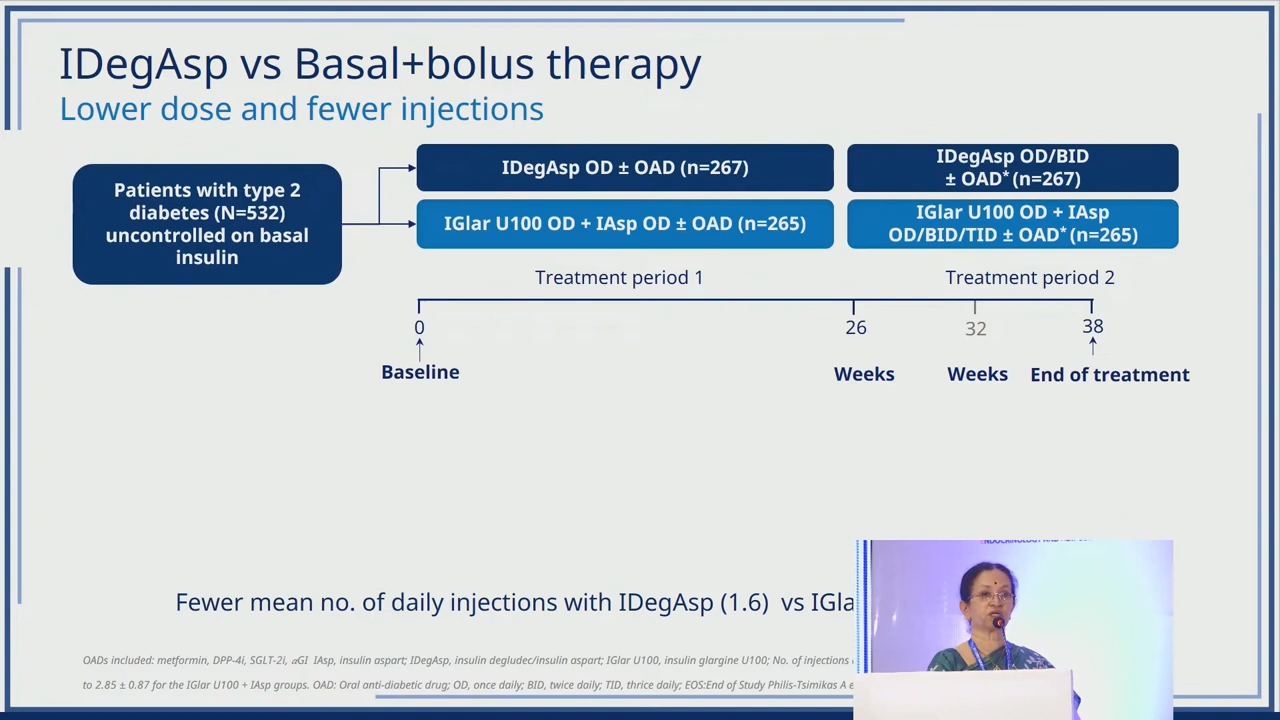 IDegAsp vs Basal+bolus therapy
Lower dose and fewer injections
Patients with type 2
diabetes (N=532)
uncontrolled on basal
insulin
IDegAsp OD ± OAD (n=267)
IGlar U100 OD + IAsp OD ± OAD (n=265)
IDegAsp OD/BID
± OAD* (n=267)
IGlar U100 OD + IAsp
OD/BID/TID ± OAD* (n=265)
Treatment period 1
Treatment period 2
0
26
32
38
Baseline
Weeks
Weeks
End of treatment
Fewer mean no. of daily injections with IDegAsp (1.6) vs IGla
OADs included: metformin, DPP-4i, SGLT-2i, aGI IAsp, insulin aspart; IDegAsp, insulin degludec/insulin aspart; IGlar U100, insulin glargine U100; No. of injections
to 2.85 ± 0.87 for the IGlar U100 + IAsp groups. OAD: Oral anti-diabetic drug; OD, once daily; BID, twice daily; TID, thrice daily; EOS:End of Study Philis-Tsimikas A